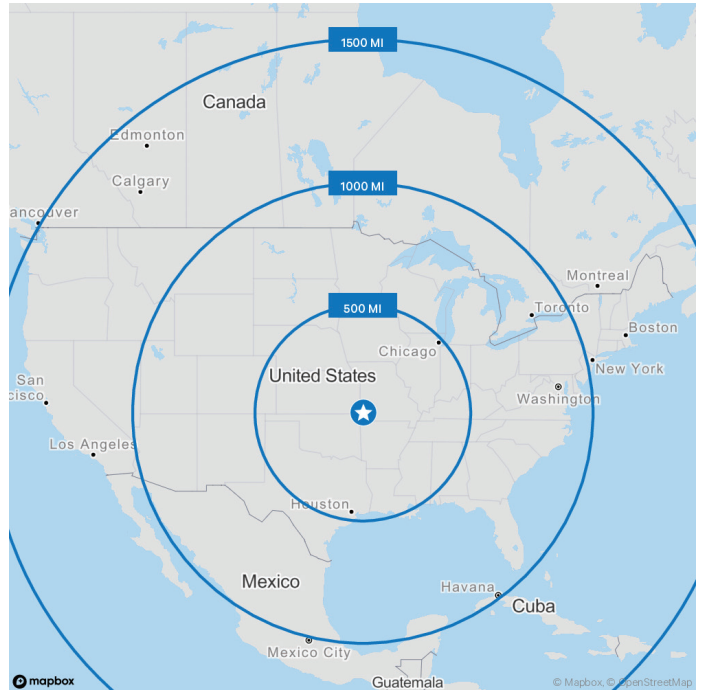 1500 MI
Canada
Edmonton
Calgary
1000 MI
ancouver
Montreal
500 MI
Toronto
Boston
Chicago
New York
United States
San
cisco
Washington
Los Angeles
Houston
Mexico
Havana
Cuba
Mexico City
Guatemala
mapbox
© Mapbox, © OpenStreetMap